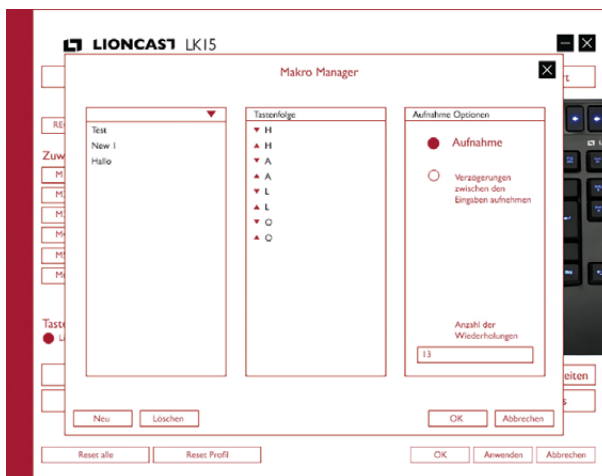 LIONCAST LK15
Makro Manager
Test
New 1
Hallo
Tastenfolge
H
H
A
A
L
L
O
O
Aufnahme Optionen
Aufnahme
Verzögerungen
zwischen den
Eingaben aufnehmen
Anzahl der
Wiederholungen
13
Neu
Löschen
OK
Abbrechen
Reset alle
Reset Profil
OK
Anwenden
Abbrechen